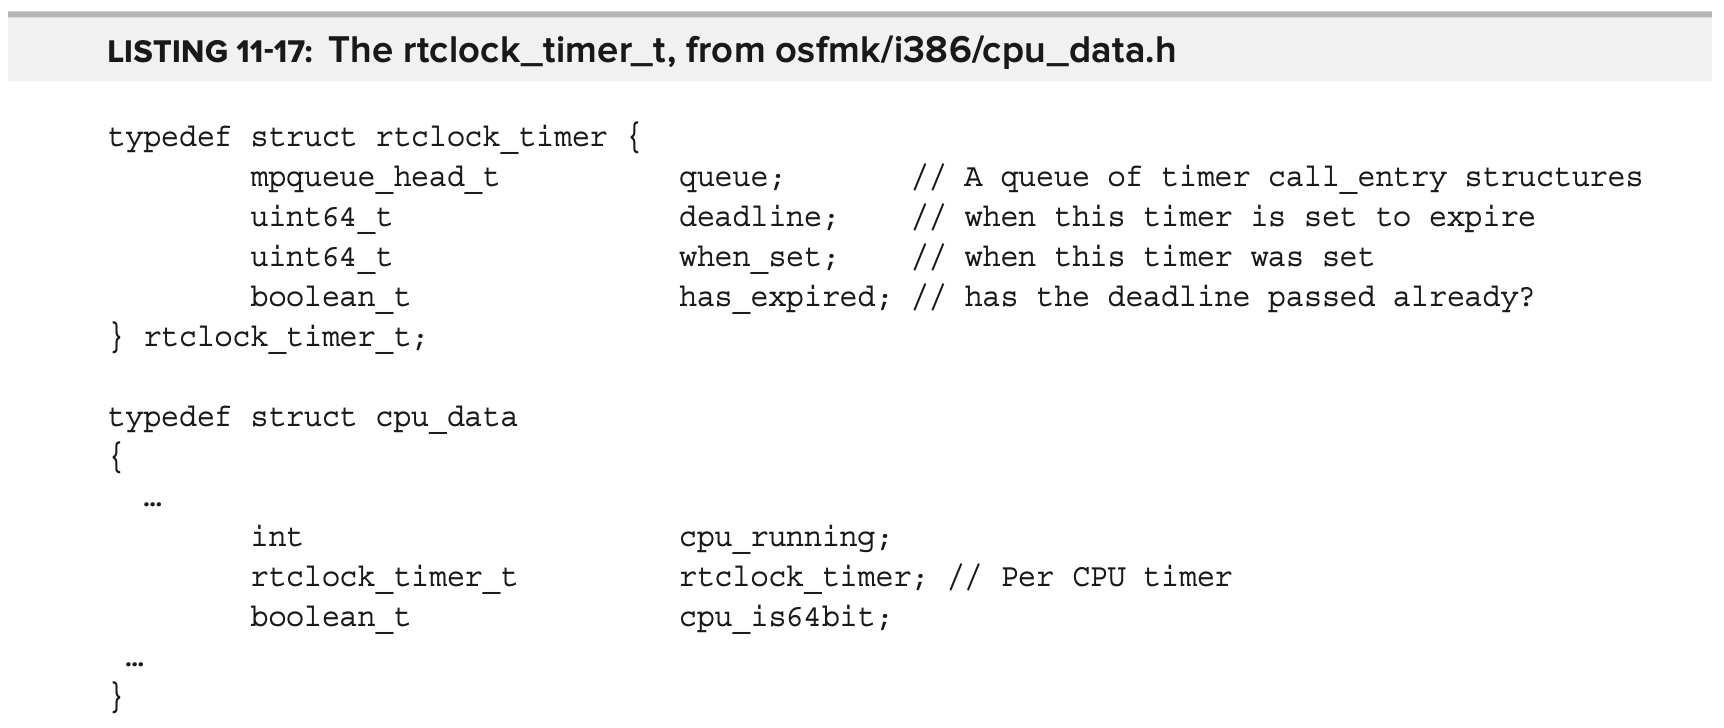 LISTING 11-17: The rtclock_timer_t, from osfmk/i386/cpu_data.h
typedef struct rtclock_timer {
        mpqueue_head_t          queue;       // A queue of timer call_entry structures
        uint64_t                deadline;    // when this timer is set to expire
        uint64_t                when_set;    // when this timer was set
        boolean_t               has_expired; // has the deadline passed already?
} rtclock_timer_t;
typedef struct cpu_data
{
  …
        int                     cpu_running;
        rtclock_timer_t         rtclock_timer; // Per CPU timer
        boolean_t               cpu_is64bit;
 …
}